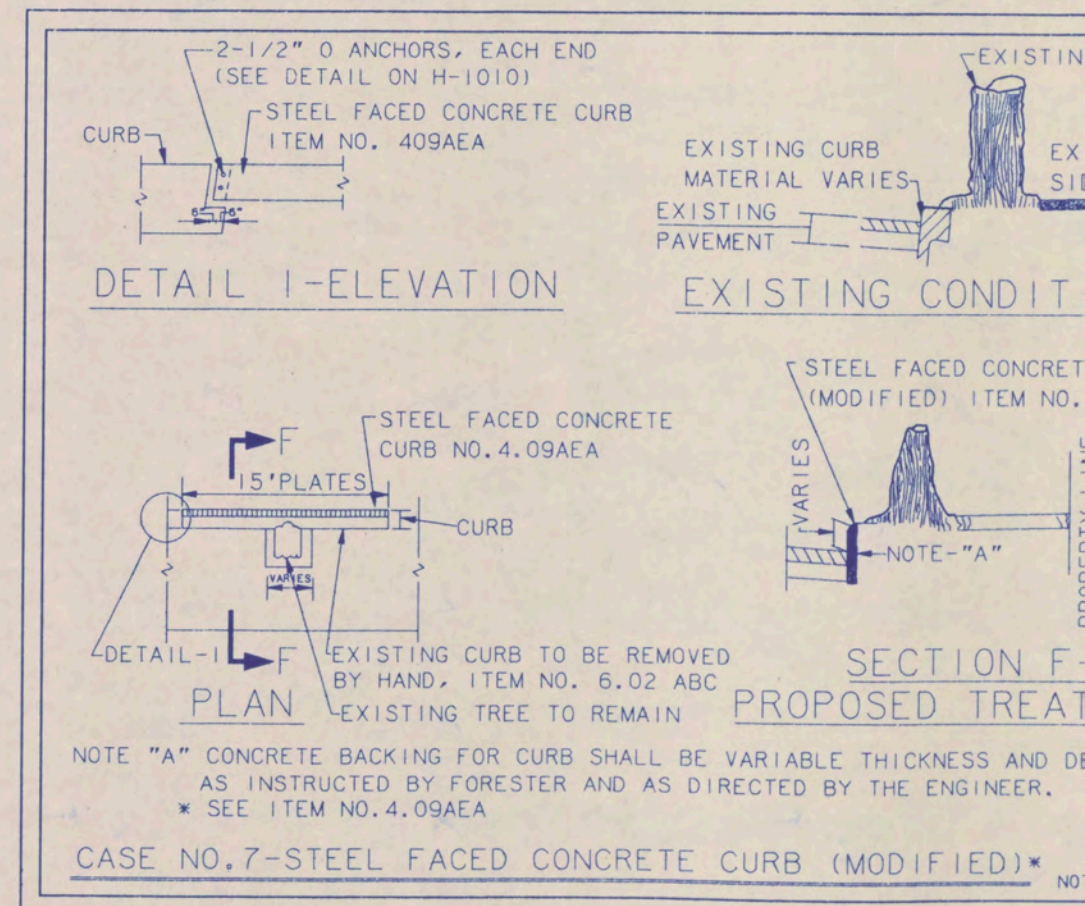 2-1/2" O ANCHORS, EACH END
(SEE DETAIL ON H-1010)
STEEL FACED CONCRETE CURB
ITEM NO. 409AEA
CURB
6" 6"
DETAIL 1-ELEVATION
EXISTIN
EXISTING CURB
MATERIAL VARIES
EX
SI
EXISTING
PAVEMENT
EXISTING CONDIT
STEEL FACED CONCRETE
CURB NO.4.09AEA
F
15'PLATES
CURB
VARIES
DETAIL-1
F
EXISTING CURB TO BE REMOVED
BY HAND, ITEM NO. 6.02 ABC
EXISTING TREE TO REMAIN
PLAN
STEEL FACED CONCRET
(MODIFIED) ITEM NO.
VARIES
NOTE-"A"
SECTION F-
PROPOSED TREAT
NOTE "A" CONCRETE BACKING FOR CURB SHALL BE VARIABLE THICKNESS AND DE
AS INSTRUCTED BY FORESTER AND AS DIRECTED BY THE ENGINEER.
* SEE ITEM NO.4.09AEA
CASE NO.7-STEEL FACED CONCRETE CURB (MODIFIED)*
NOT